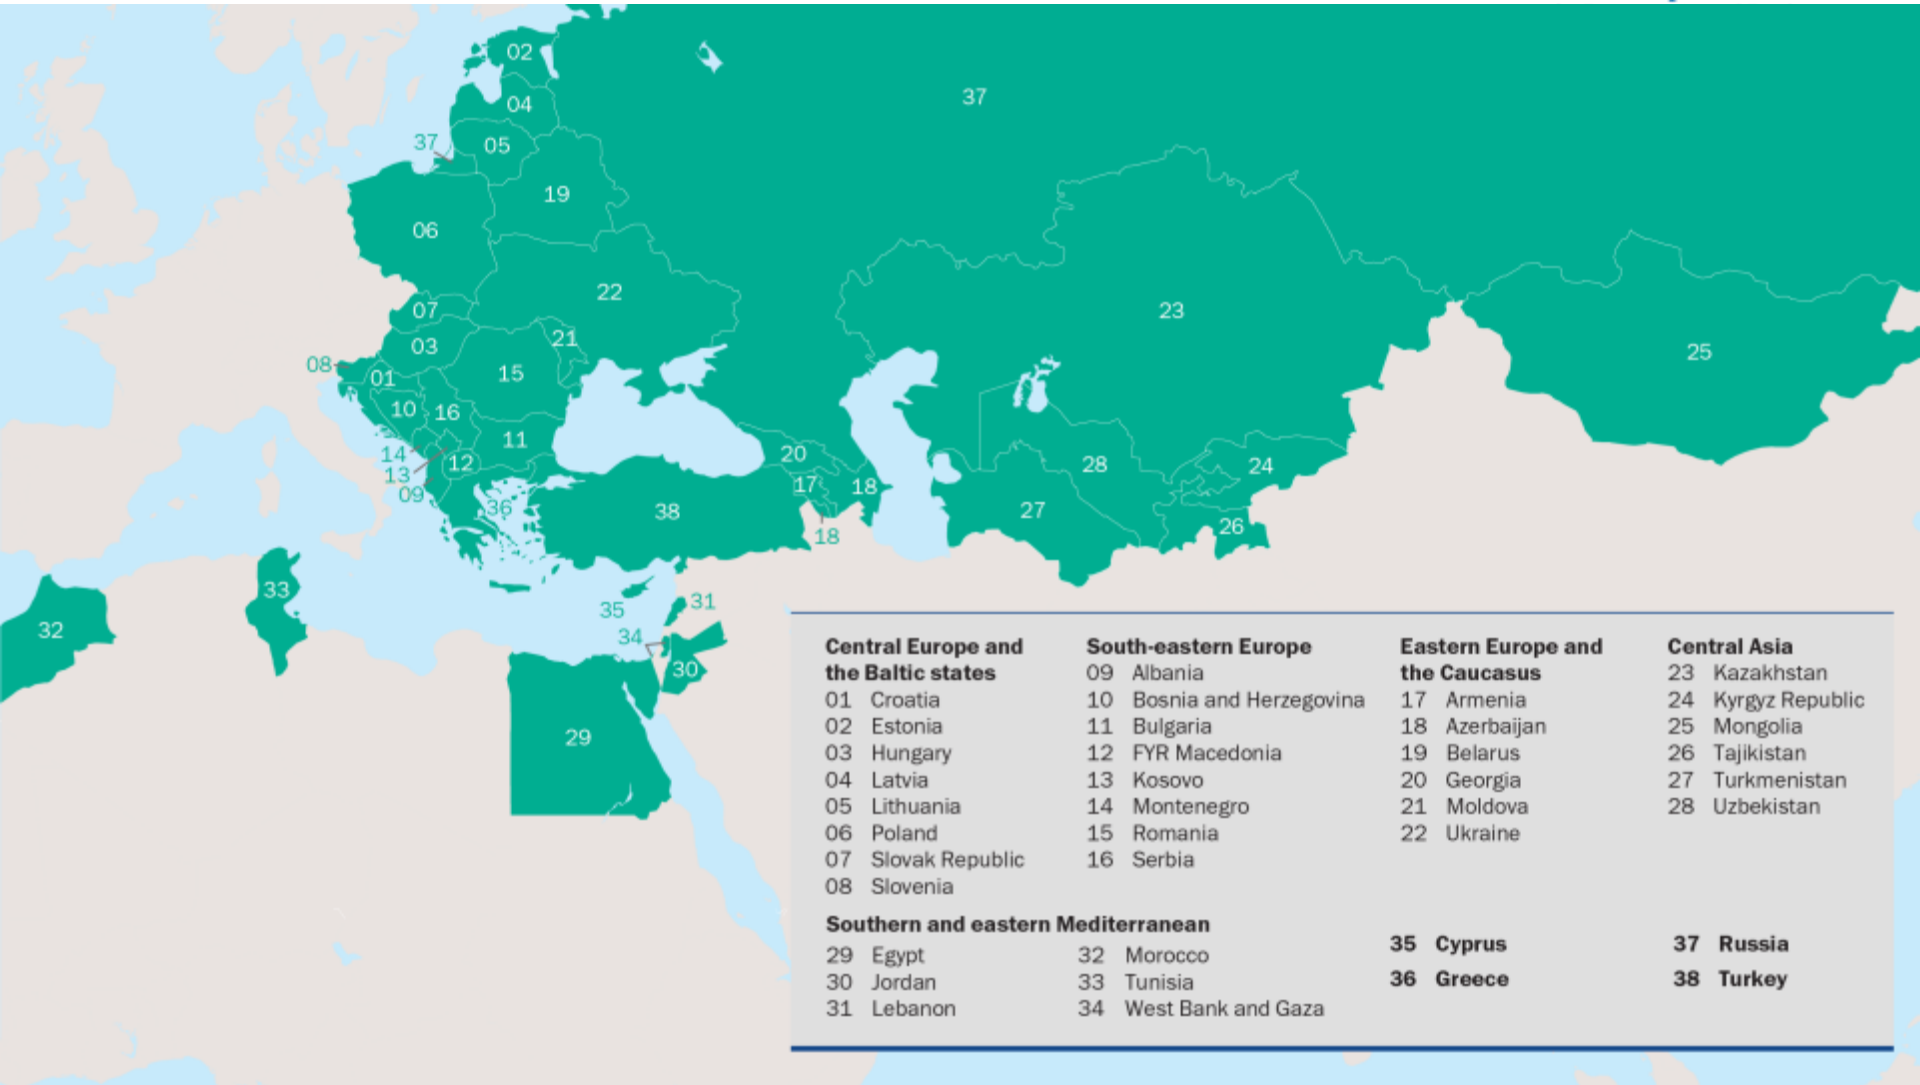 02
37
04
37
05
19
06
22
07
23
21
03
25
08
15
01
10
16
11
14
20
12
28
24
13
17
18
09
36
38
27
26
18
33
35
31
32
34
30
29
Central Europe and
the Baltic states
01 Croatia
02 Estonia
03 Hungary
04 Latvia
05 Lithuania
06 Poland
07 Slovak Republic
08 Slovenia
South-eastern Europe
09 Albania
10 Bosnia and Herzegovina
11 Bulgaria
12 FYR Macedonia
13 Kosovo
14 Montenegro
15 Romania
16 Serbia
Eastern Europe and
the Caucasus
17 Armenia
18 Azerbaijan
19 Belarus
20 Georgia
21 Moldova
22 Ukraine
Central Asia
23 Kazakhstan
24 Kyrgyz Republic
25 Mongolia
26 Tajikistan
27 Turkmenistan
28 Uzbekistan
Southern and eastern Mediterranean
29 Egypt
30 Jordan
31 Lebanon
32 Morocco
33 Tunisia
34 West Bank and Gaza
35 Cyprus
36 Greece
37 Russia
38 Turkey